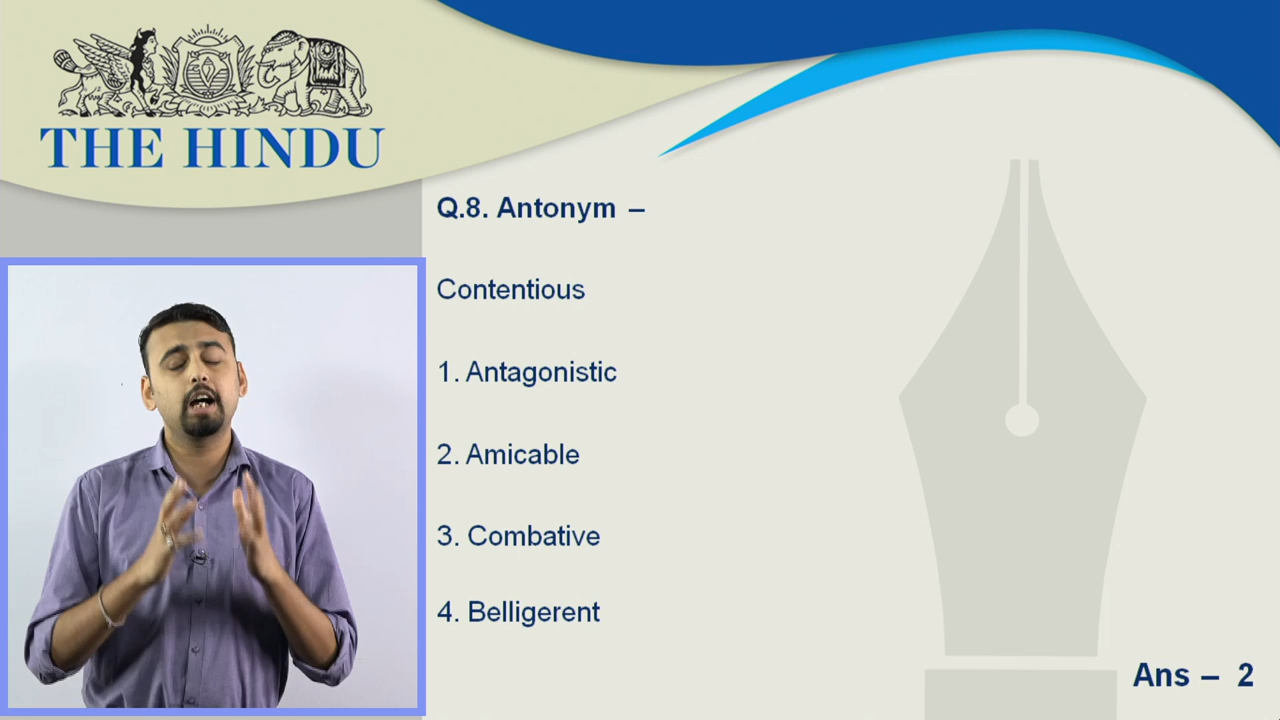 THE HINDU
Q.8. Antonym –
Contentious
1. Antagonistic
2. Amicable
3. Combative
4. Belligerent
Ans – 2